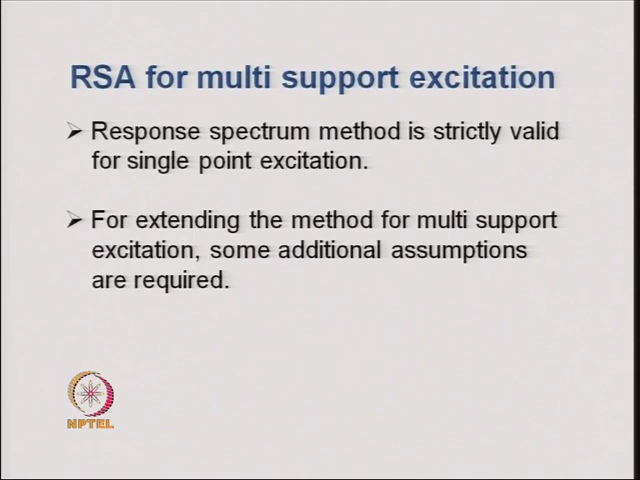 RSA for multi support excitation
➢ Response spectrum method is strictly valid
for single point excitation.
➢ For extending the method for multi support
excitation, some additional assumptions
are required.
NPTEL